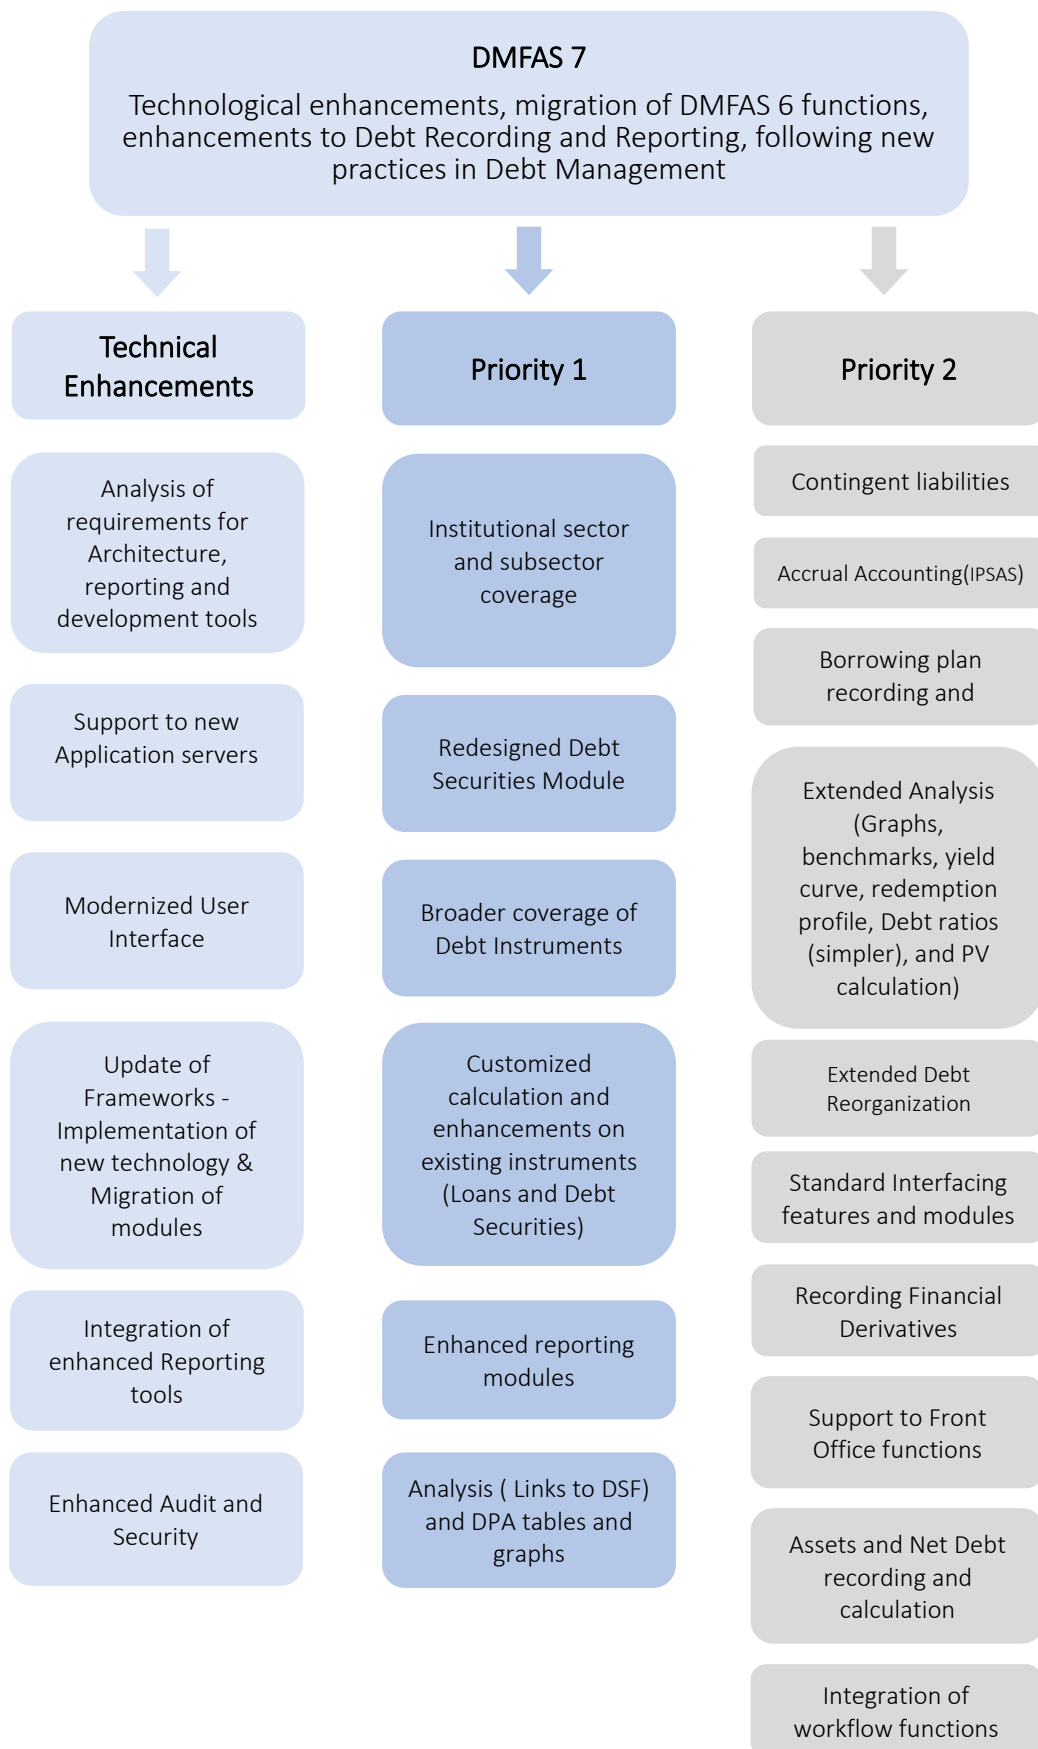 DMFAS 7
Technological enhancements, migration of DMFAS 6 functions,
enhancements to Debt Recording and Reporting, following new
practices in Debt Management
Technical
Enhancements
Analysis of
requirements for
Architecture,
reporting and
development tools
Support to new
Application servers
Modernized User
Interface
Update of
Frameworks -
Implementation of
new technology &
Migration of
modules
Integration of
enhanced Reporting
tools
Enhanced Audit and
Security
Priority 1
Institutional sector
and subsector
coverage
Redesigned Debt
Securities Module
Broader coverage of
Debt Instruments
Customized
calculation and
enhancements on
existing instruments
(Loans and Debt
Securities)
Enhanced reporting
modules
Analysis ( Links to DSF)
and DPA tables and
graphs
Priority 2
Contingent liabilities
Accrual Accounting(IPSAS)
Borrowing plan
recording and
Extended Analysis
(Graphs,
benchmarks, yield
curve, redemption
profile, Debt ratios
(simpler), and PV
calculation)
Extended Debt
Reorganization
Standard Interfacing
features and modules
Recording Financial
Derivatives
Support to Front
Office functions
Assets and Net Debt
recording and
calculation
Integration of
workflow functions